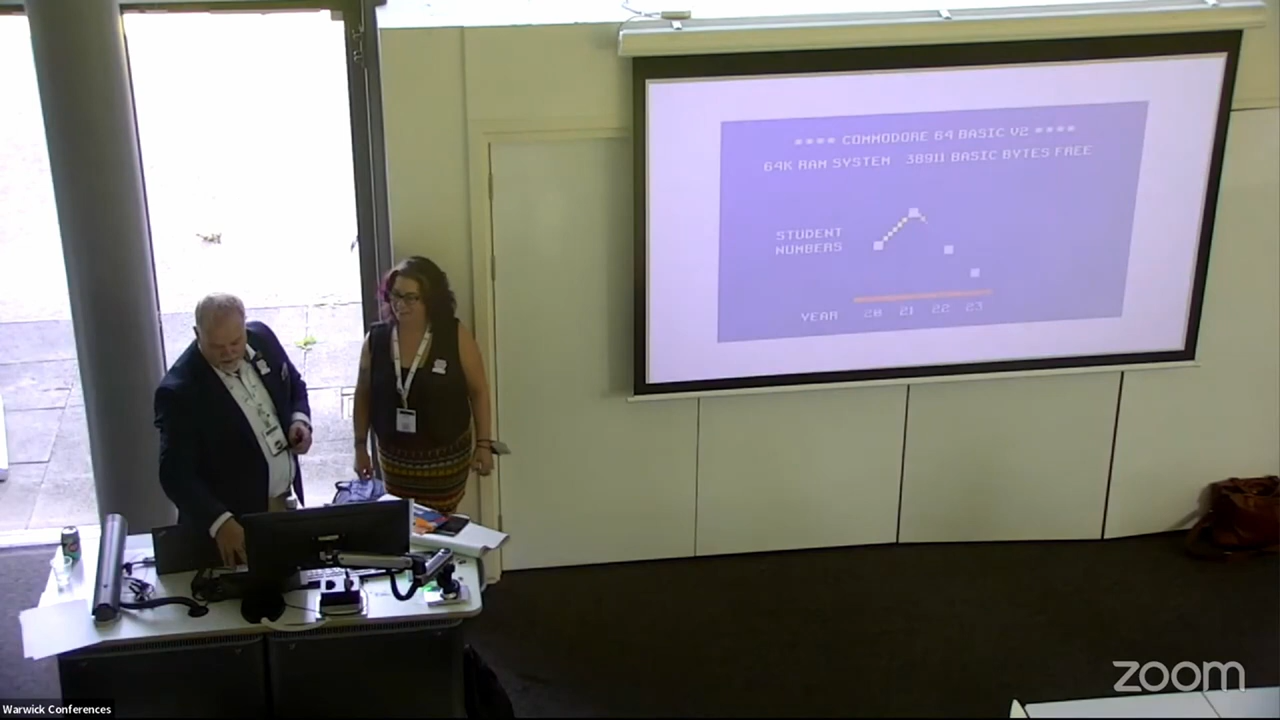 **** COMMODORE 64 BASIC V2 ****
64K RAM SYSTEM 38911 BASIC BYTES FREE
STUDENT
NUMBERS
YEAR 20 21 22 23
zoom
Warwick Conferences